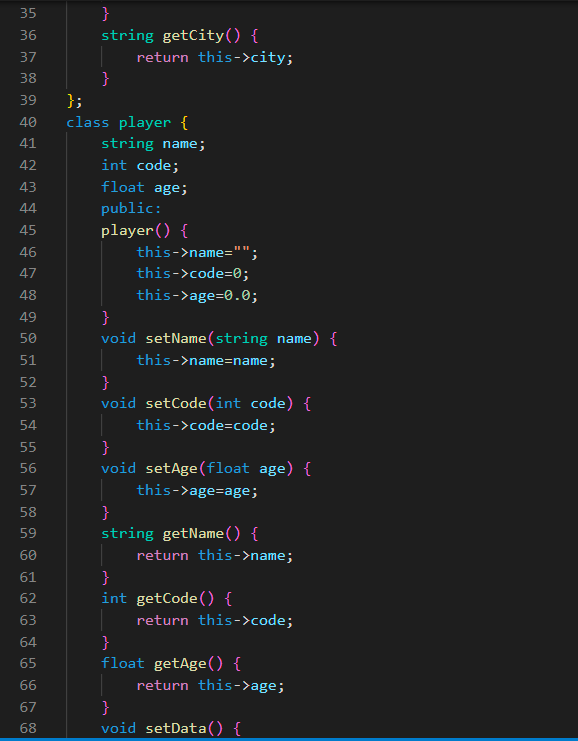 35 }
36 string getCity() {
37 return this->city;
38 }
39 };
40 class player {
41 string name;
42 int code;
43 float age;
44 public:
45 player() {
46 this->name="";
47 this->code=0;
48 this->age=0.0;
49 }
50 void setName(string name) {
51 this->name=name;
52 }
53 void setCode(int code) {
54 this->code=code;
55 }
56 void setAge(float age) {
57 this->age=age;
58 }
59 string getName() {
60 return this->name;
61 }
62 int getCode() {
63 return this->code;
64 }
65 float getAge() {
66 return this->age;
67 }
68 void setData() {